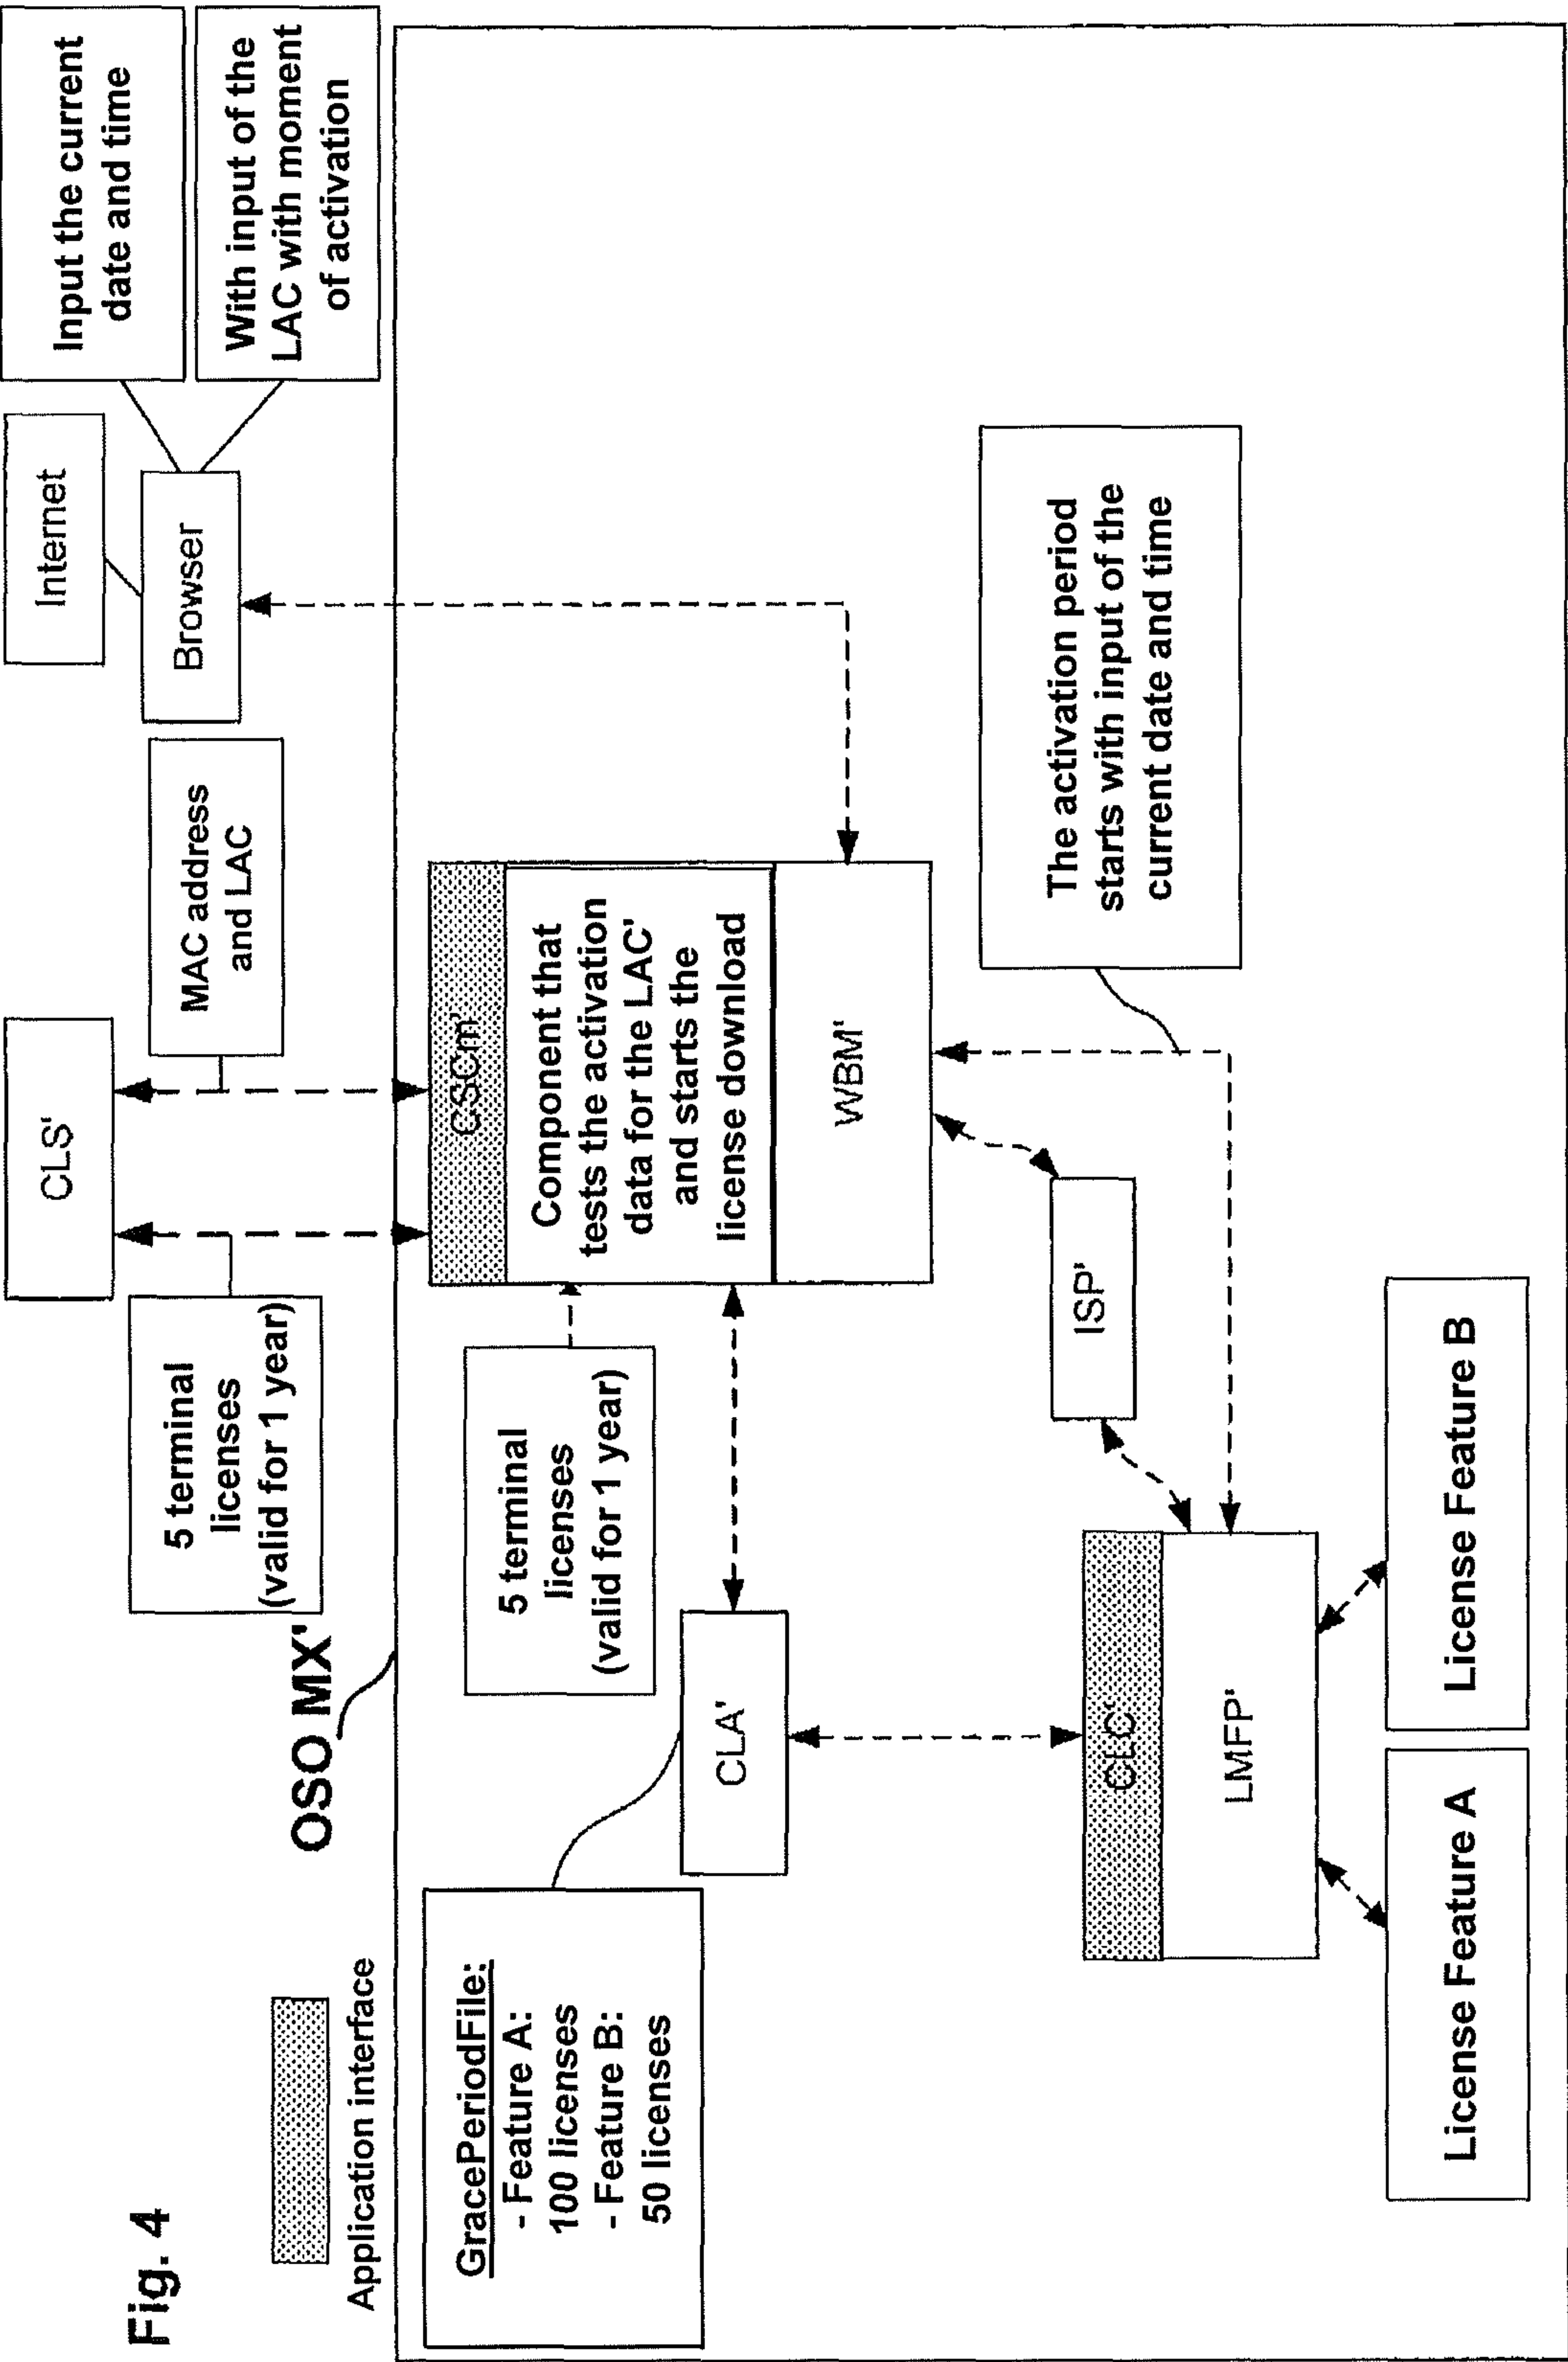 Fig. 4
Application interface
OSO MX'
5 terminal
licenses
(valid for 1 year)
CLS'
MAC address
and LAC
Internet
Browser
Input the current
date and time
With input of the
LAC with moment
of activation
GracePeriodFile:
- Feature A:
100 licenses
- Feature B:
50 licenses
CLA'
5 terminal
licenses
(valid for 1 year)
CSCm'
Component that
tests the activation
data for the LAC'
and starts the
license download
WBM'
ISP'
The activation period
starts with input of the
current date and time
CLC'
LMFP'
License Feature A
License Feature B